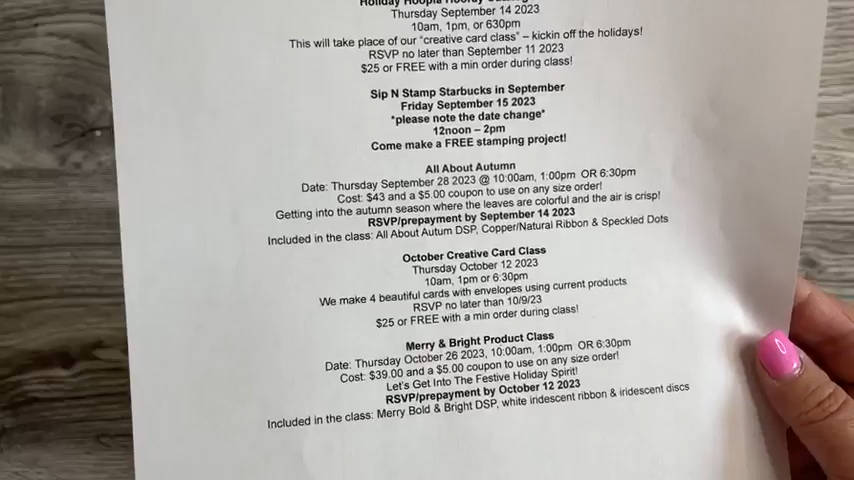 Holiday Hoopla Hooray Catalog
Thursday September 14 2023
10am, 1pm, or 630pm
This will take place of our "creative card class" – kickin off the holidays!
RSVP no later than September 11 2023
$25 or FREE with a min order during class!
Sip N Stamp Starbucks in September
Friday September 15 2023
*please note the date change*
12noon – 2pm
Come make a FREE stamping project!
All About Autumn
Date: Thursday September 28 2023 @ 10:00am, 1:00pm OR 6:30pm
Cost: $43 and a $5.00 coupon to use on any size order!
Getting into the autumn season where the leaves are colorful and the air is crisp!
RSVP/prepayment by September 14 2023
Included in the class: All About Autum DSP, Copper/Natural Ribbon & Speckled Dots
October Creative Card Class
Thursday October 12 2023
10am, 1pm or 6:30pm
We make 4 beautiful cards with envelopes using current products
RSVP no later than 10/9/23
$25 or FREE with a min order during class!
Merry & Bright Product Class
Date: Thursday October 26 2023, 10:00am, 1:00pm OR 6:30pm
Cost: $39.00 and a $5.00 coupon to use on any size order!
Let's Get Into The Festive Holiday Spirit!
RSVP/prepayment by October 12 2023
Included in the class: Merry Bold & Bright DSP, white iridescent ribbon & iridescent discs